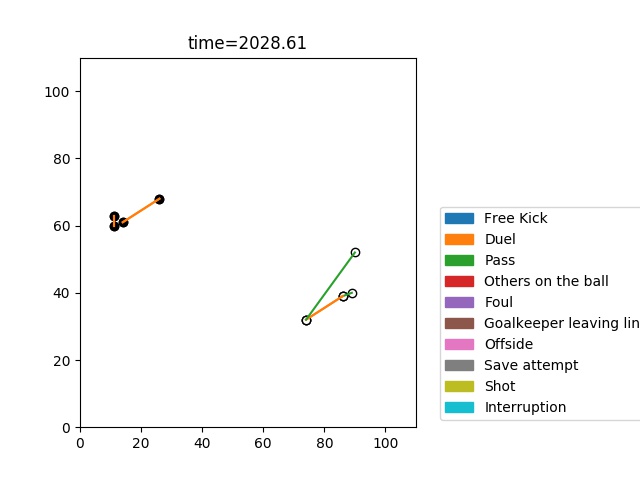 time=2028.61
100
80
60
40
20
0
0 20 40 60 80 100
Free Kick
Duel
Pass
Others on the ball
Foul
Goalkeeper leaving lin
Offside
Save attempt
Shot
Interruption